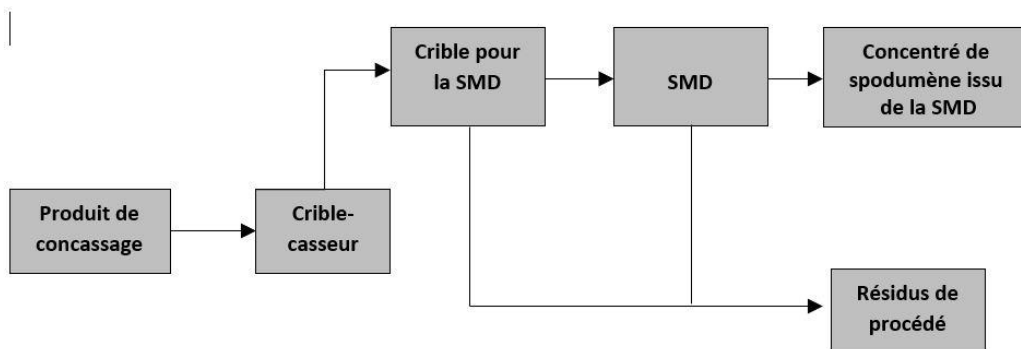 Crible pour
la SMD
SMD
Concentré de
spodumène issu
de la SMD
Produit de
concassage
Crible-
casseur
Résidus de
procédé